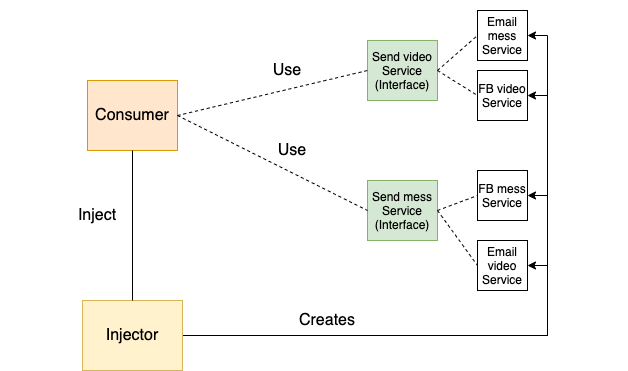 Email
mess
Service
Send video
Service
(Interface)
Use
FB video
Service
Consumer
Use
FB mess
Service
Send mess
Service
(Interface)
Inject
Email
video
Service
Creates
Injector